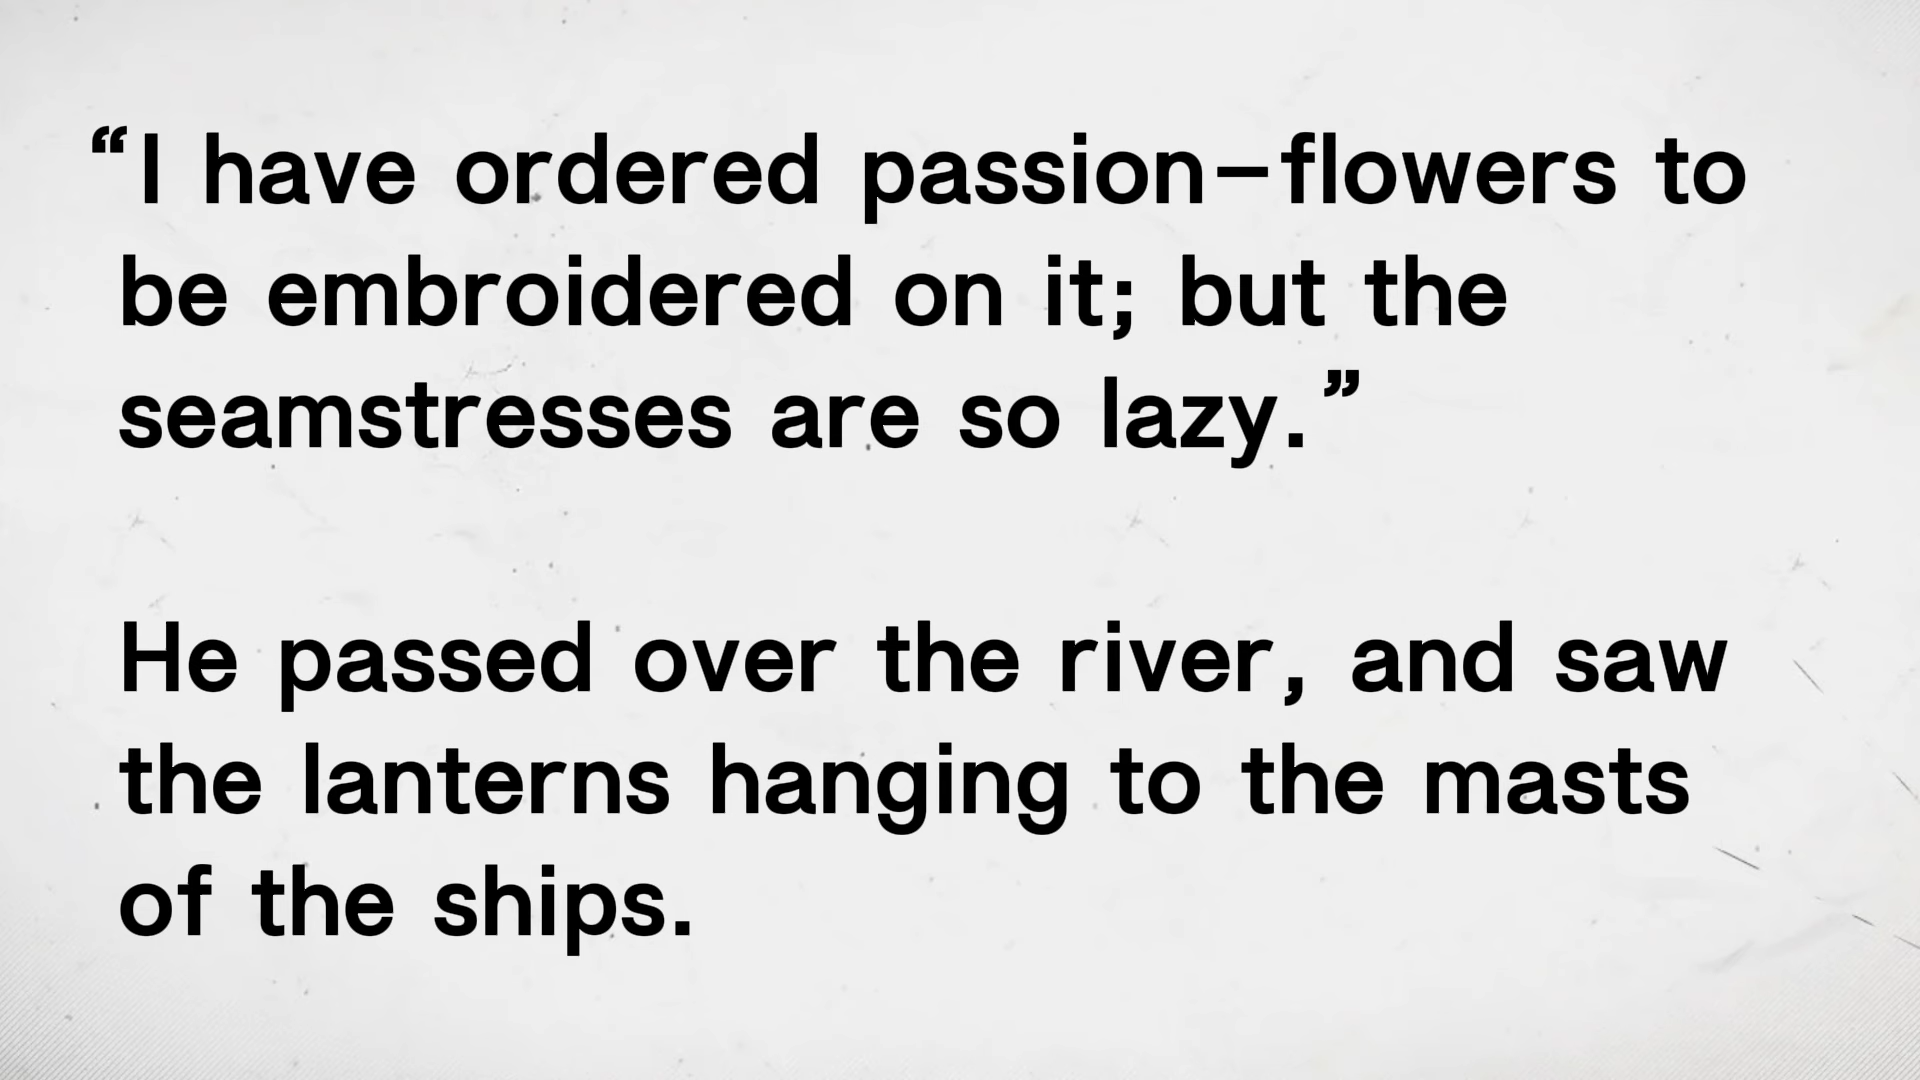 “I have ordered passion-flowers to
be embroidered on it; but the
seamstresses are so lazy.”
He passed over the river, and saw
the lanterns hanging to the masts
of the ships.